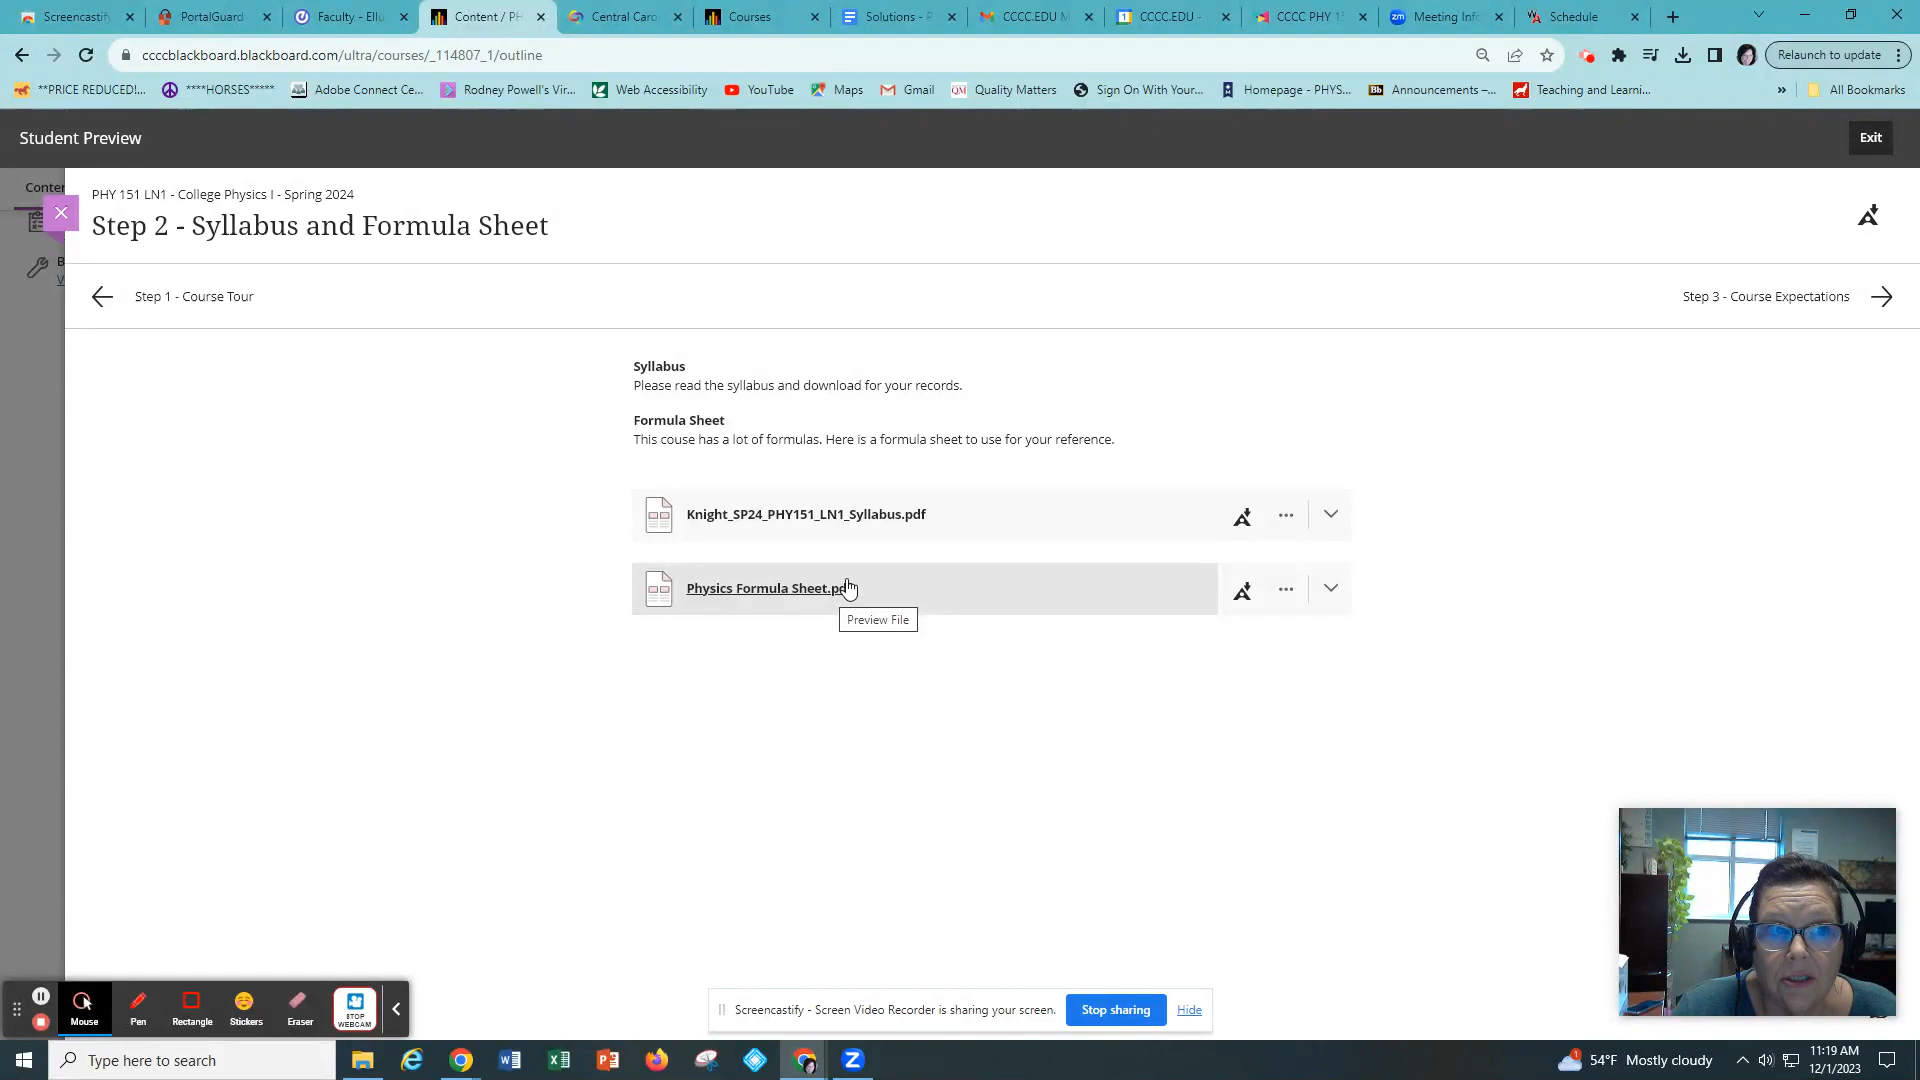 Screencastif
PortalGuard
Faculty - Ellu
Content / PH
Central Caro
Courses
Solutions - P
CCCC.EDU M
CCCC.EDU -
CCCC PHY 15
Meeting Info
Schedule
ccccblackboard.blackboard.com/ultra/courses/_114807_1/outline
Relaunch to update
**PRICE REDUCED!...
****HORSES*****
Adobe Connect Ce...
Rodney Powell's Vir...
Web Accessibility
YouTube
Maps
Gmail
QM
Quality Matters
Sign On With Your...
Homepage - PHYS...
Bb
Announcements –...
Teaching and Learni...
»
All Bookmarks
Student Preview
Exit
Conter
PHY 151 LN1 - College Physics I - Spring 2024
Step 2 - Syllabus and Formula Sheet
B
V
Step 1 - Course Tour
Step 3 - Course Expectations
Syllabus
Please read the syllabus and download for your records.
Formula Sheet
This couse has a lot of formulas. Here is a formula sheet to use for your reference.
Knight_SP24_PHY151_LN1_Syllabus.pdf
Physics Formula Sheet.pd
Preview File
Mouse
Pen
Rectangle
Stickers
Eraser
STOP
WEBCAM
Screencastify - Screen Video Recorder is sharing your screen.
Stop sharing
Hide
Type here to search
1
54°F Mostly cloudy
11:19 AM
12/1/2023